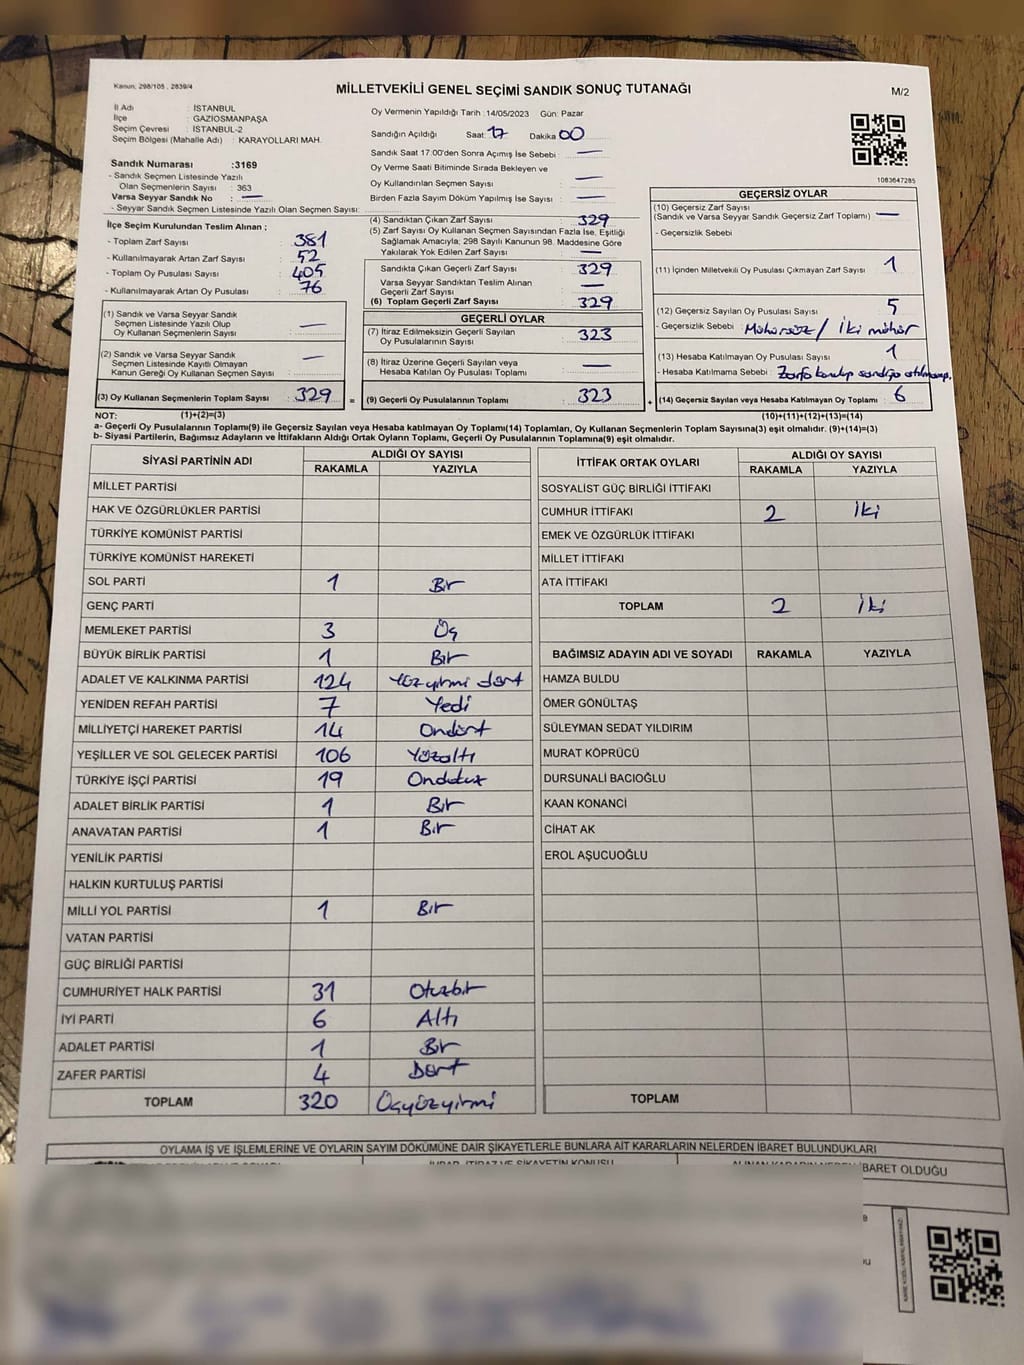 Kanun; 298/105 , 2839/4
MİLLETVEKİLİ GENEL SEÇİMİ SANDIK SONUÇ TUTANAĞI
M/2
İl Adı : İSTANBUL
İlçe : GAZİOSMANPAŞA
Seçim Çevresi : İSTANBUL-2
Seçim Bölgesi (Mahalle Adı) : KARAYOLLARI MAH.
Sandık Numarası :3169
- Sandık Seçmen Listesinde Yazılı
Olan Seçmenlerin Sayısı : 363
Varsa Seyyar Sandık No : —
- Seyyar Sandık Seçmen Listesinde Yazılı Olan Seçmen Sayısı:
İlçe Seçim Kurulundan Teslim Alınan ;
- Toplam Zarf Sayısı : 381
- Kullanılmayarak Artan Zarf Sayısı : 52
- Toplam Oy Pusulası Sayısı : 405
- Kullanılmayarak Artan Oy Pusulası : 76
(1) Sandık ve Varsa Seyyar Sandık
Seçmen Listesinde Yazılı Olup
Oy Kullanan Seçmenlerin Sayısı : —
(2) Sandık ve Varsa Seyyar Sandık
Seçmen Listesinde Kayıtlı Olmayan
Kanun Gereği Oy Kullanan Seçmen Sayısı : —
(3) Oy Kullanan Seçmenlerin Toplam Sayısı : 329 =
Oy Vermenin Yapıldığı Tarih : 14/05/2023 Gün: Pazar
Sandığın Açıldığı Saat: 17 Dakika 00
Sandık Saat 17:00'den Sonra Açımış İse Sebebi : —
Oy Verme Saati Bitiminde Sırada Bekleyen ve
Oy Kullandırılan Seçmen Sayısı : —
Birden Fazla Sayım Döküm Yapılmış İse Sayısı : —
(4) Sandıktan Çıkan Zarf Sayısı : 329
(5) Zarf Sayısı Oy Kullanan Seçmen Sayısından Fazla İse, Eşitliği
Sağlamak Amacıyla; 298 Sayılı Kanunun 98. Maddesine Göre
Yakılarak Yok Edilen Zarf Sayısı : —
Sandıkta Çıkan Geçerli Zarf Sayısı : 329
Varsa Seyyar Sandıktan Teslim Alınan
Geçerli Zarf Sayısı : —
(6) Toplam Geçerli Zarf Sayısı : 329
GEÇERLİ OYLAR
(7) İtiraz Edilmeksizin Geçerli Sayılan
Oy Pusulalarının Sayısı : 323
(8) İtiraz Üzerine Geçerli Sayılan veya
Hesaba Katılan Oy Pusulası Toplamı : —
(9) Geçerli Oy Pusulalarının Toplamı : 323 +
1083647285
GEÇERSİZ OYLAR
(10) Geçersiz Zarf Sayısı
(Sandık ve Varsa Seyyar Sandık Geçersiz Zarf Toplamı) : —
- Geçersizlik Sebebi :
(11) İçinden Milletvekili Oy Pusulası Çıkmayan Zarf Sayısı : 1
(12) Geçersiz Sayılan Oy Pusulası Sayısı : 5
- Geçersizlik Sebebi : Mühürsüz / İki mühür
(13) Hesaba Katılmayan Oy Pusulası Sayısı : 1
- Hesaba Katılmama Sebebi : Zarfa konulup sandığa atılmamış.
(14) Geçersiz Sayılan veya Hesaba Katılmayan Oy Toplamı : 6
NOT: (1)+(2)=(3) (10)+(11)+(12)+(13)=(14)
a- Geçerli Oy Pusulalarının Toplamı(9) ile Geçersiz Sayılan veya Hesaba katılmayan Oy Toplamı(14) Toplamları, Oy Kullanan Seçmenlerin Toplam Sayısına(3) eşit olmalıdır. (9)+(14)=(3)
b- Siyasi Partilerin, Bağımsız Adayların ve İttifakların Aldığı Ortak Oyların Toplamı, Geçerli Oy Pusulalarının Toplamına(9) eşit olmalıdır.
SİYASİ PARTİNİN ADI ALDIĞI OY SAYISI
RAKAMLA YAZIYLA
MİLLET PARTİSİ
HAK VE ÖZGÜRLÜKLER PARTİSİ
TÜRKİYE KOMÜNİST PARTİSİ
TÜRKİYE KOMÜNİST HAREKETİ
SOL PARTİ 1 Bir
GENÇ PARTİ
MEMLEKET PARTİSİ 3 Üç
BÜYÜK BİRLİK PARTİSİ 1 Bir
ADALET VE KALKINMA PARTİSİ 124 Yüzyirmi dört
YENİDEN REFAH PARTİSİ 7 Yedi
MİLLİYETÇİ HAREKET PARTİSİ 14 Ondört
YEŞİLLER VE SOL GELECEK PARTİSİ 106 Yüzaltı
TÜRKİYE İŞÇİ PARTİSİ 19 Ondokuz
ADALET BİRLİK PARTİSİ 1 Bir
ANAVATAN PARTİSİ 1 Bir
YENİLİK PARTİSİ
HALKIN KURTULUŞ PARTİSİ
MİLLİ YOL PARTİSİ 1 Bir
VATAN PARTİSİ
GÜÇ BİRLİĞİ PARTİSİ
CUMHURİYET HALK PARTİSİ 31 Otuzbir
İYİ PARTİ 6 Altı
ADALET PARTİSİ 1 Bir
ZAFER PARTİSİ 4 Dört
TOPLAM 320 Üçyüzyirmi
İTTİFAK ORTAK OYLARI ALDIĞI OY SAYISI
RAKAMLA YAZIYLA
SOSYALİST GÜÇ BİRLİĞİ İTTİFAKI
CUMHUR İTTİFAKI 2 İki
EMEK VE ÖZGÜRLÜK İTTİFAKI
MİLLET İTTİFAKI
ATA İTTİFAKI
TOPLAM 2 İki
BAĞIMSIZ ADAYIN ADI VE SOYADI RAKAMLA YAZIYLA
HAMZA BULDU
ÖMER GÖNÜLTAŞ
SÜLEYMAN SEDAT YILDIRIM
MURAT KÖPRÜCÜ
DURSUNALİ BACIOĞLU
KAAN KONANCİ
CİHAT AK
EROL AŞUCUOĞLU
TOPLAM
OYLAMA İŞ VE İŞLEMLERİNE VE OYLARIN SAYIM DÖKÜMÜNE DAİR ŞİKAYETLERLE BUNLARA AİT KARARLARIN NELERDEN İBARET BULUNDUKLARI
İHBAR, İTİRAZ VE ŞİKAYETİN KONUSU ALINAN KARARIN NEDEN İBARET OLDUĞU